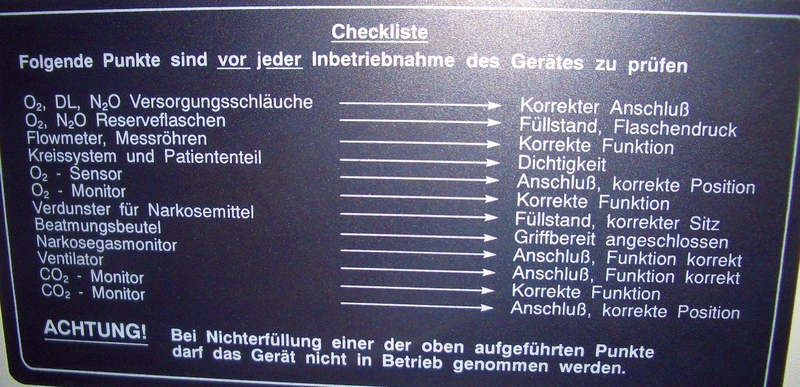 Checkliste
Folgende Punkte sind vor jeder Inbetriebnahme des Gerätes zu prüfen
O₂, DL, N₂O Versorgungsschläuche → Korrekter Anschluß
O₂, N₂O Reserveflaschen → Füllstand, Flaschendruck
Flowmeter, Messröhren → Korrekte Funktion
Kreissystem und Patiententeil → Dichtigkeit
O₂ - Sensor → Anschluß, korrekte Position
O₂ - Monitor → Korrekte Funktion
Verdunster für Narkosemittel → Füllstand, korrekter Sitz
Beatmungsbeutel → Griffbereit angeschlossen
Narkosegasmonitor → Anschluß, Funktion korrekt
Ventilator → Anschluß, Funktion korrekt
CO₂ - Monitor → Korrekte Funktion
CO₂ - Monitor → Anschluß, korrekte Position
ACHTUNG! Bei Nichterfüllung einer der oben aufgeführten Punkte
darf das Gerät nicht in Betrieb genommen werden.